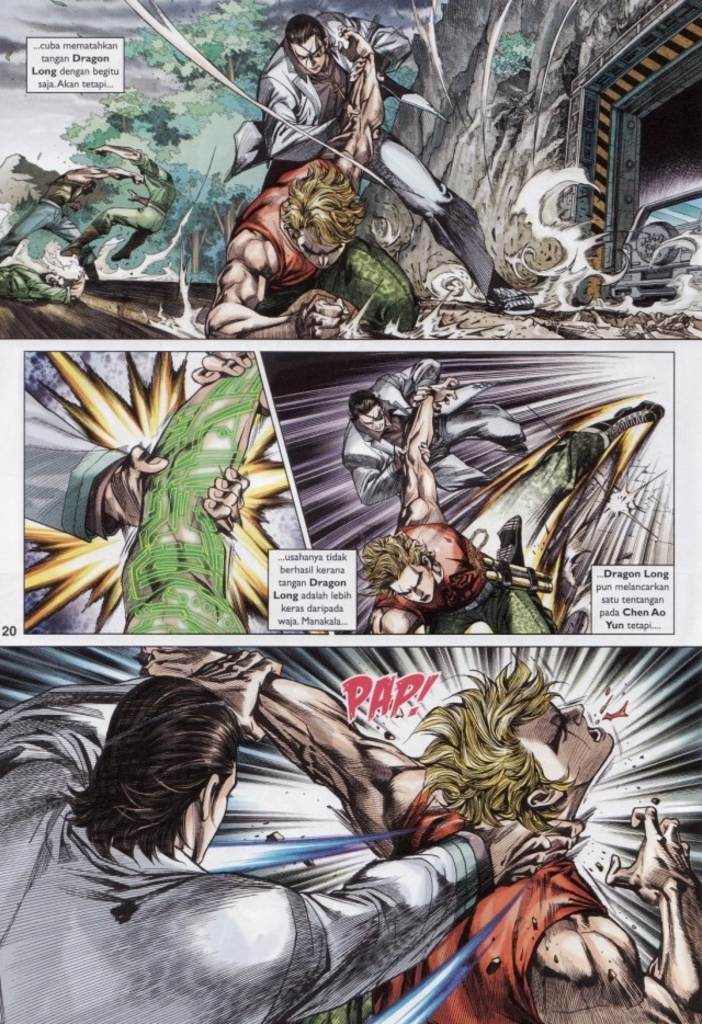 ...cuba mematahkan
tangan Dragon
Long dengan begitu
saja. Akan tetapi...
...usahanya tidak
berhasil kerana
tangan Dragon
Long adalah lebih
keras daripada
waja. Manakala...
...Dragon Long
pun melancarkan
satu tentangan
pada Chen Ao
Yun tetapi....
20
PAP!